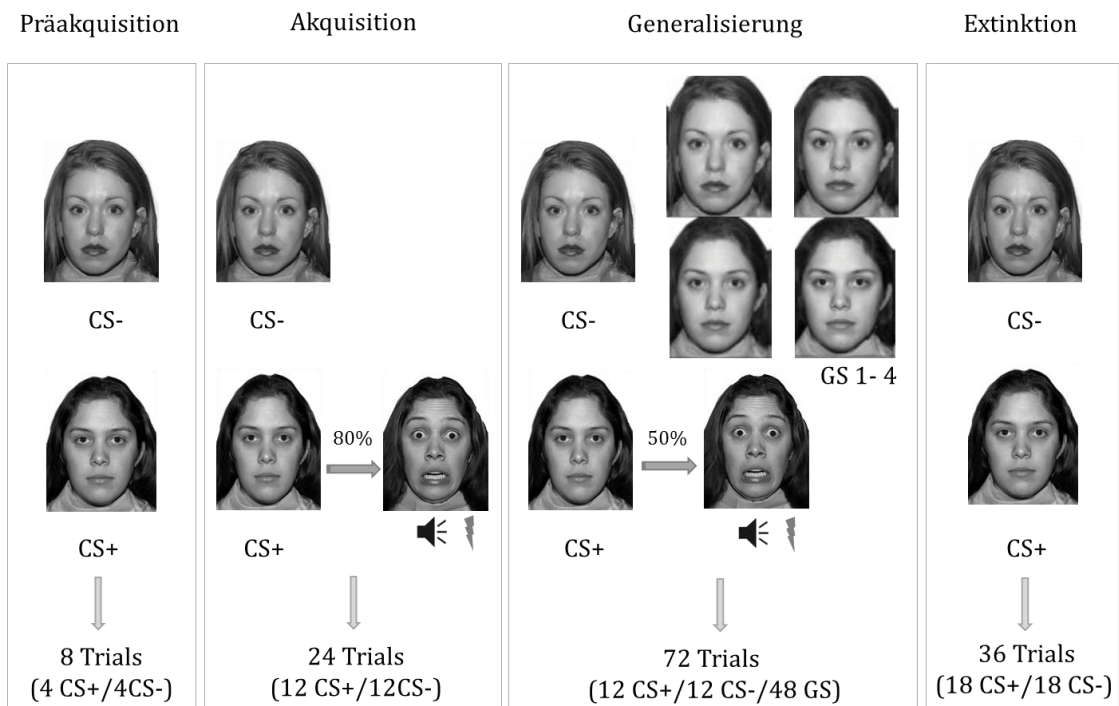 Präakquisition
Akquisition
Generalisierung
Extinktion
CS-
CS+
8 Trials
(4 CS+/4CS-)
CS-
80%
CS+
24 Trials
(12 CS+/12CS-)
CS-
GS 1- 4
50%
CS+
72 Trials
(12 CS+/12 CS-/48 GS)
CS-
CS+
36 Trials
(18 CS+/18 CS-)